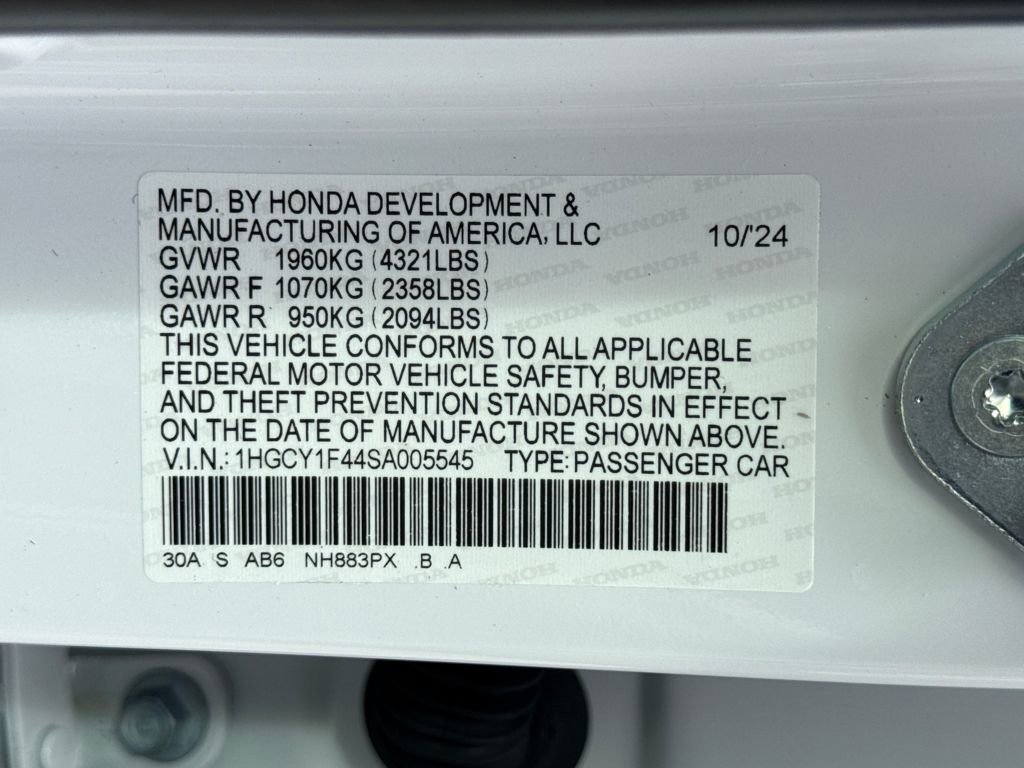 MFD. BY HONDA DEVELOPMENT &
MANUFACTURING OF AMERICA, LLC 10/'24
GVWR 1960KG (4321LBS)
GAWR F 1070KG (2358LBS)
GAWR R 950KG (2094LBS)
THIS VEHICLE CONFORMS TO ALL APPLICABLE
FEDERAL MOTOR VEHICLE SAFETY, BUMPER,
AND THEFT PREVENTION STANDARDS IN EFFECT
ON THE DATE OF MANUFACTURE SHOWN ABOVE.
V.I.N.: 1HGCY1F44SA005545 TYPE: PASSENGER CAR
30A S AB6 NH883PX .B .A